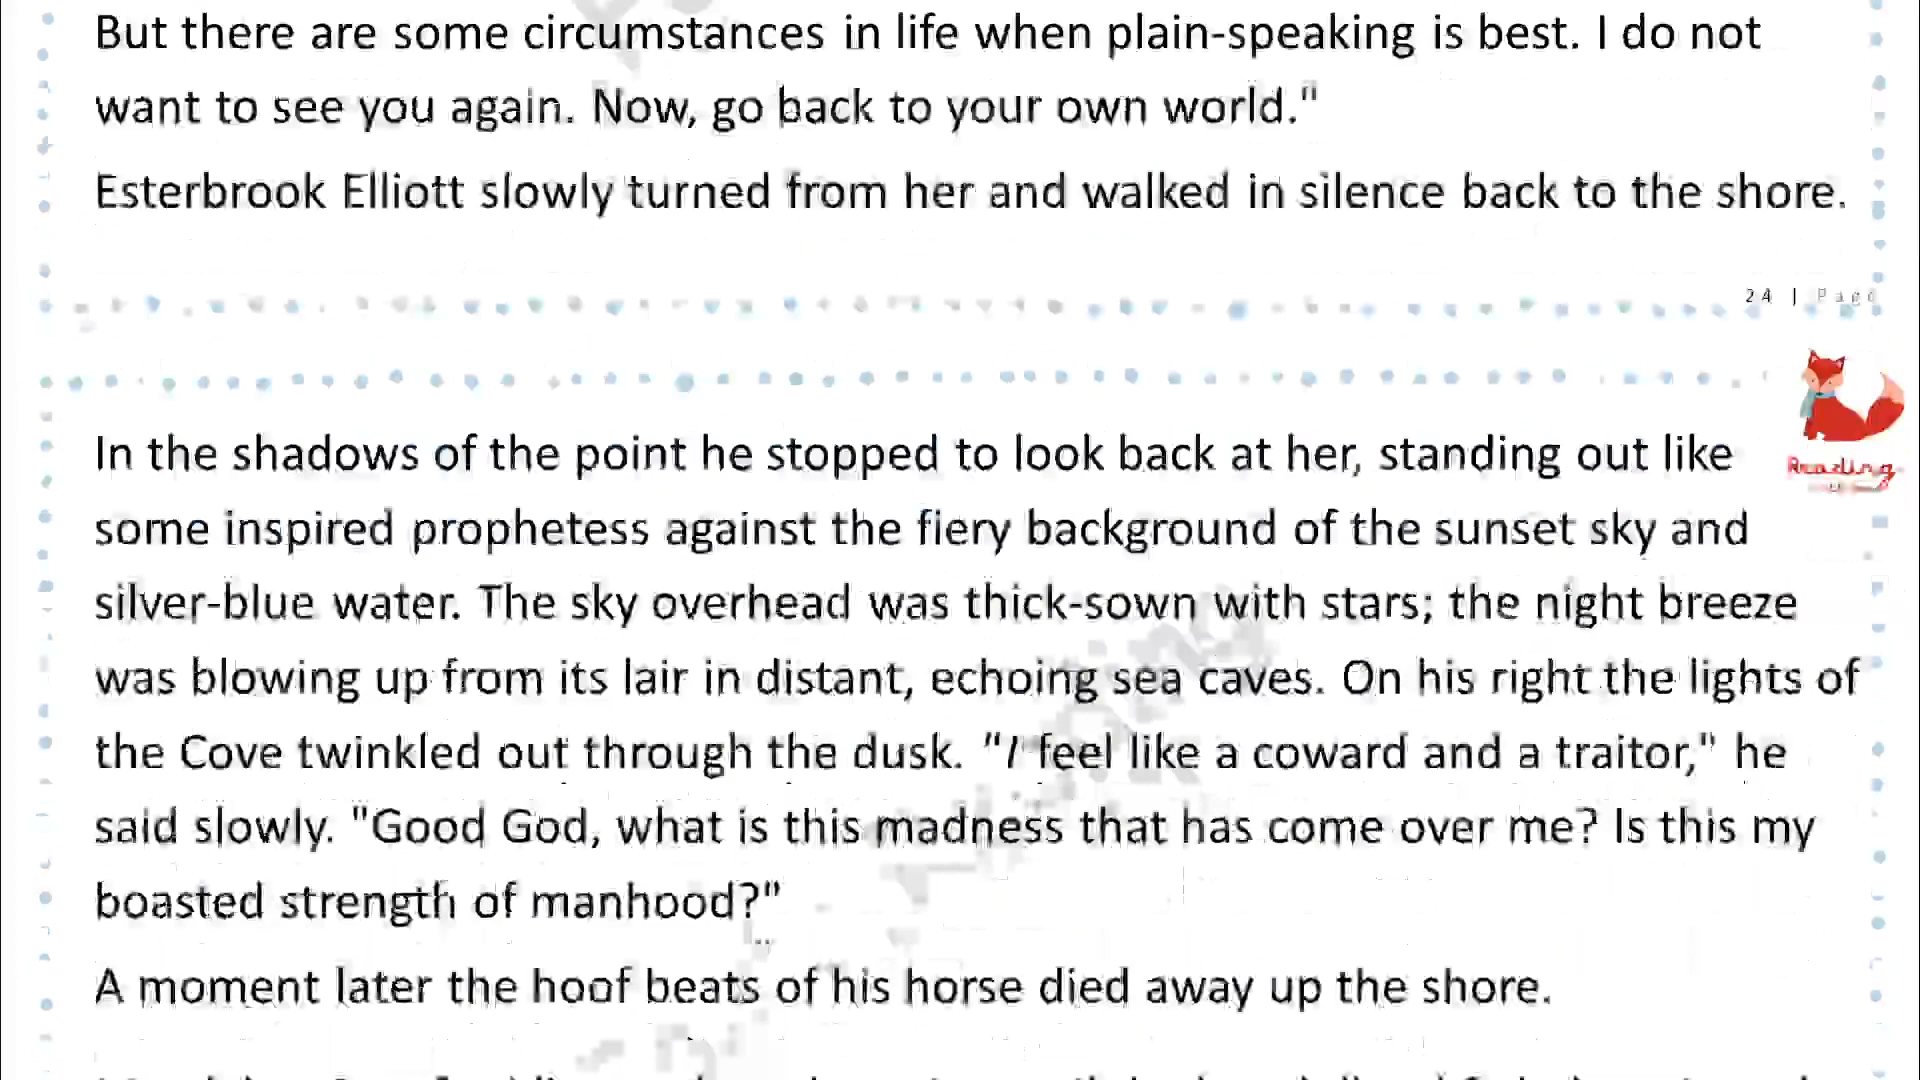 But there are some circumstances in life when plain-speaking is best. I do not
want to see you again. Now, go back to your own world."
Esterbrook Elliott slowly turned from her and walked in silence back to the shore.
24 | Page
In the shadows of the point he stopped to look back at her, standing out like
Reading
some inspired prophetess against the fiery background of the sunset sky and
silver-blue water. The sky overhead was thick-sown with stars; the night breeze
was blowing up from its lair in distant, echoing sea caves. On his right the lights of
the Cove twinkled out through the dusk. "I feel like a coward and a traitor," he
said slowly. "Good God, what is this madness that has come over me? Is this my
boasted strength of manhood?"
A moment later the hoof beats of his horse died away up the shore.